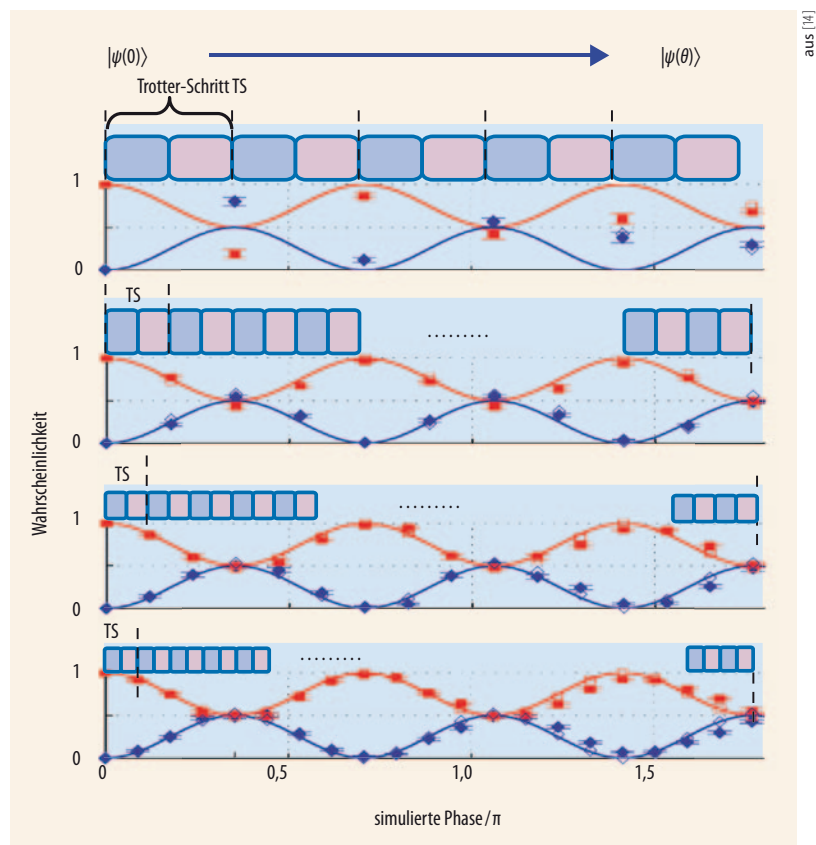 aus [14]
|ψ(0)⟩
|ψ(θ)⟩
Trotter-Schritt TS
1
0
TS
1
0
TS
1
0
TS
1
0
0
0,5
1,0
1,5
Wahrscheinlichkeit
simulierte Phase/π